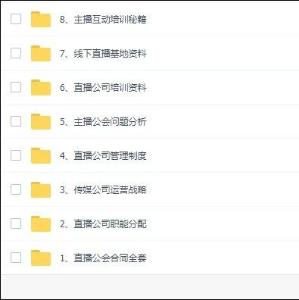 8、主播互动培训秘籍
7、线下直播基地资料
6、直播公司培训资料
5、主播公会问题分析
4、直播公司管理制度
3、传媒公司运营战略
2、直播公司职能分配
1、直播公会合同全套